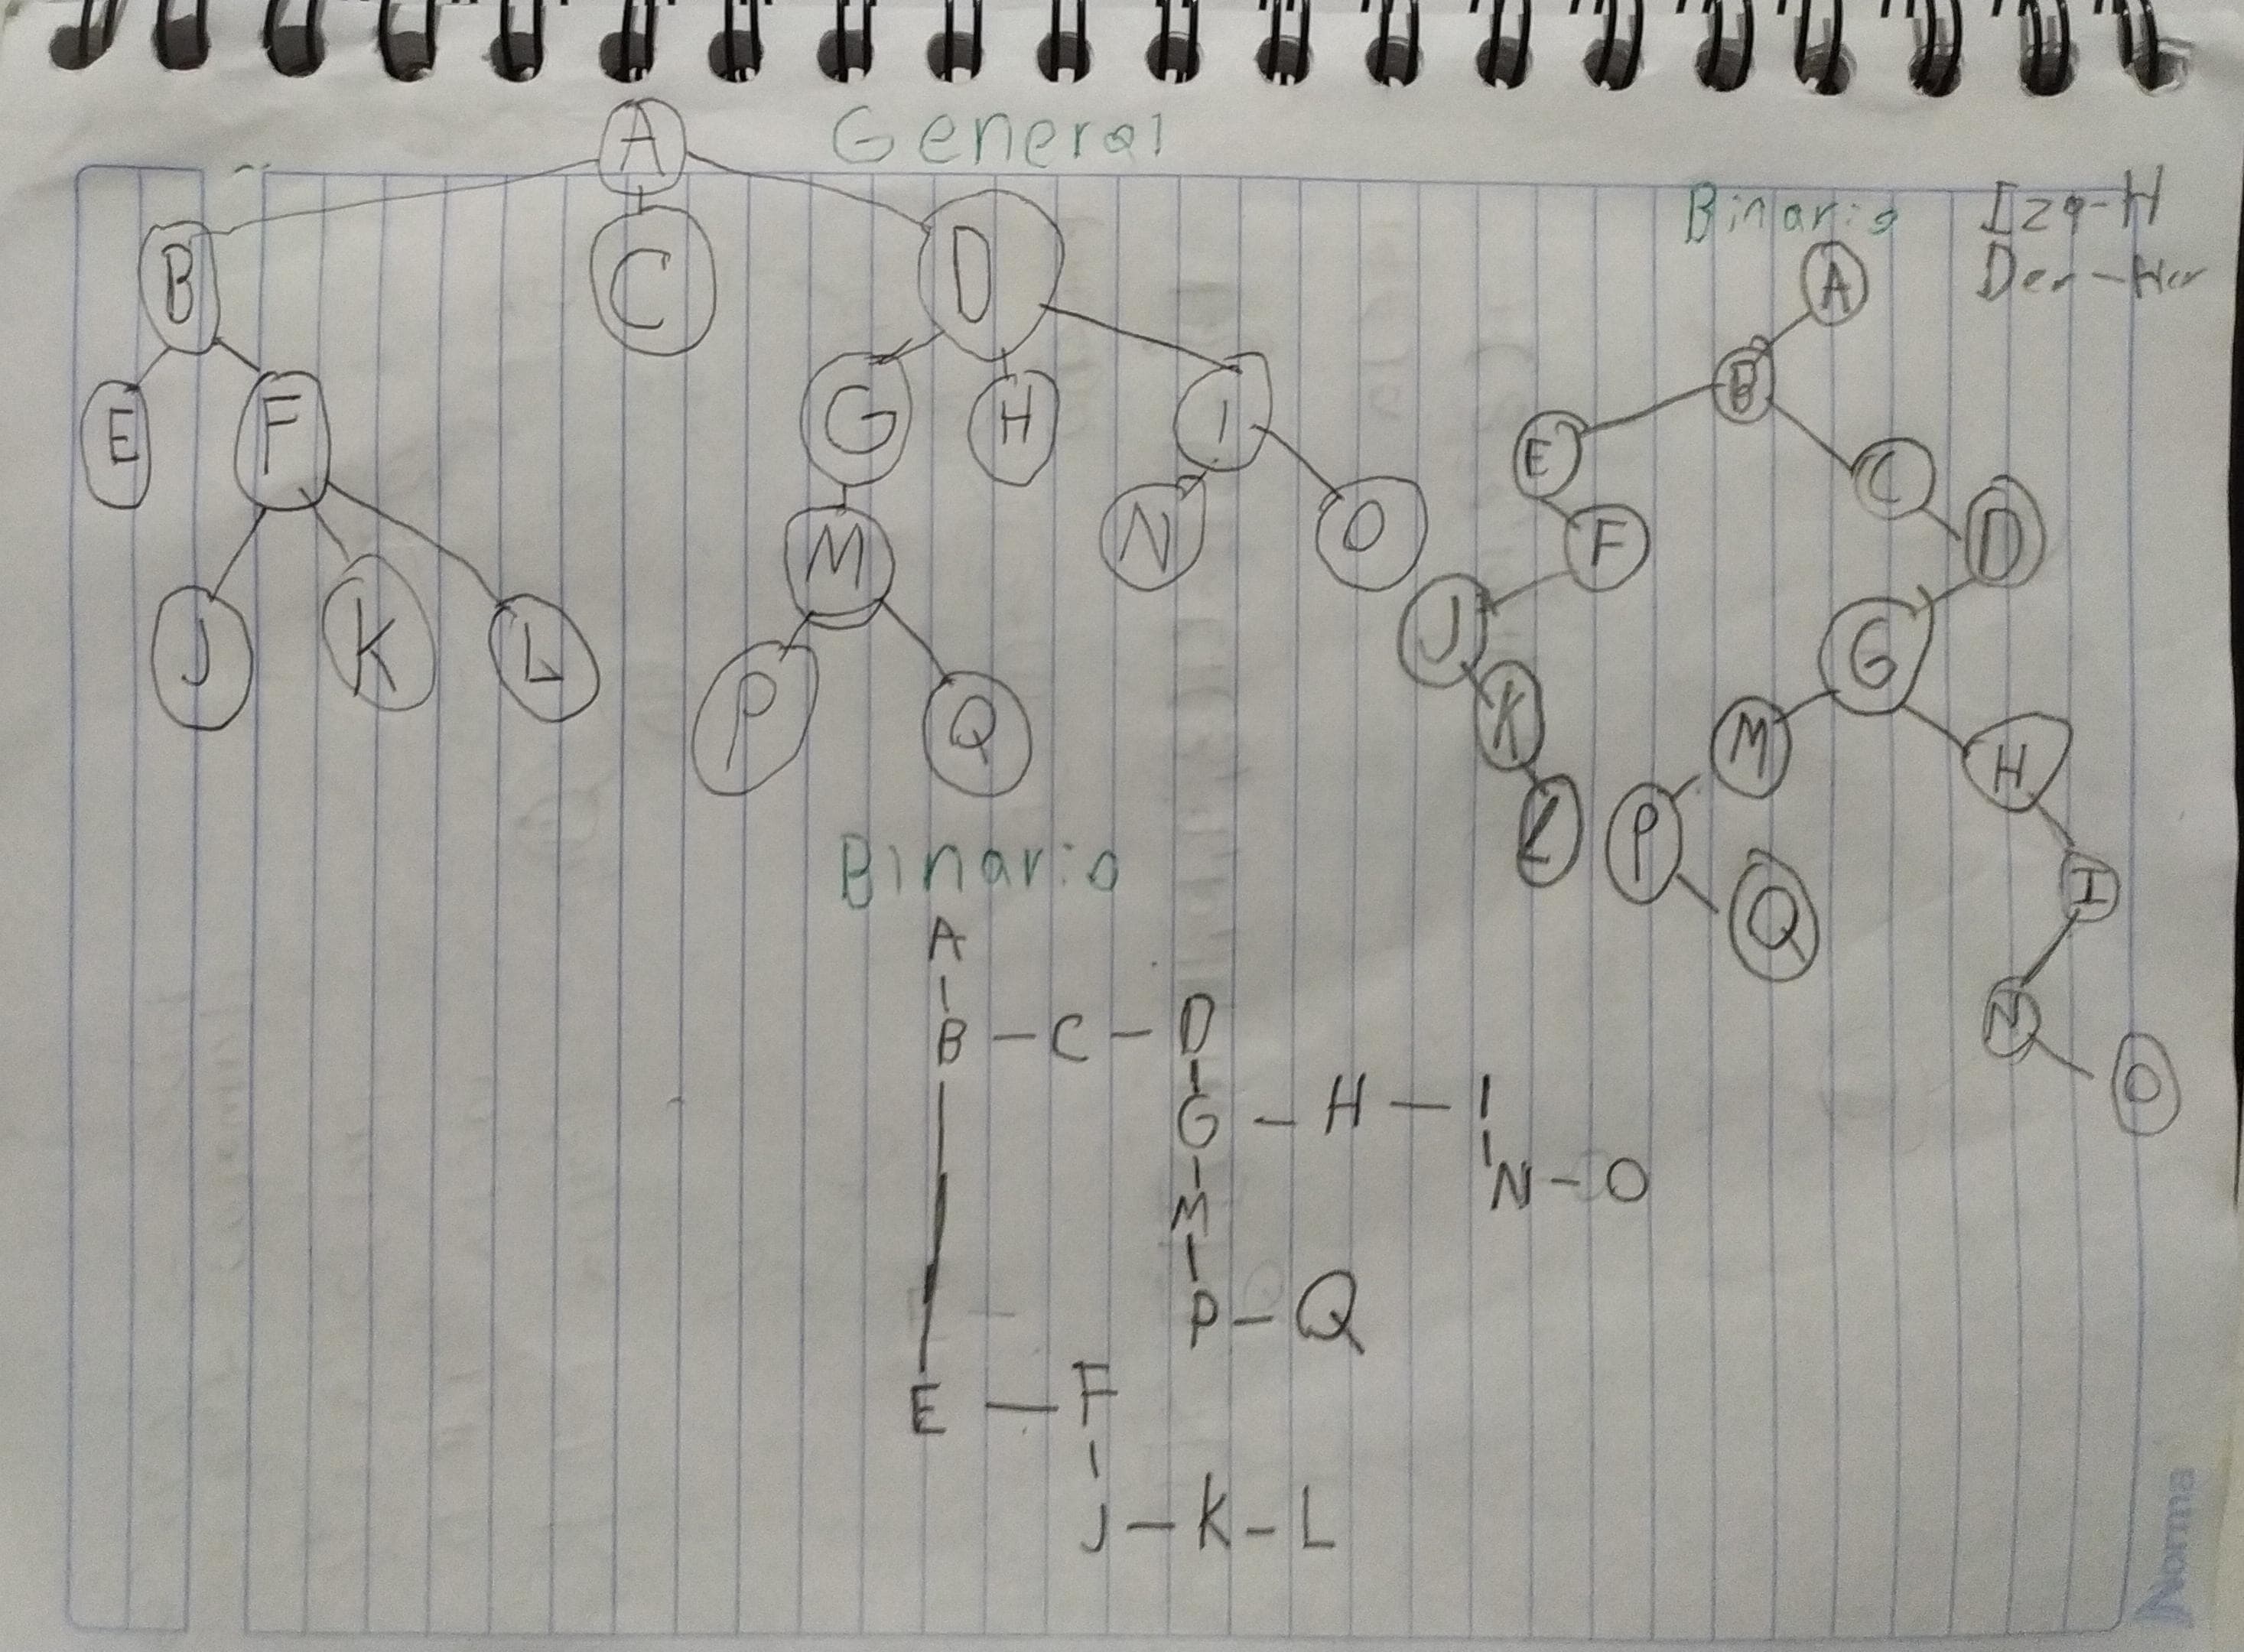 General
A
B C D
E F G H I
J K L M N O
P Q
Binario
Izq-H
Der-Her
A
B
E C
F D
J G
K M H
L P I
Q N
O
Binario
A
B - C - D
G - H - I
M N - O
P - Q
E - F
J - K - L
Norma